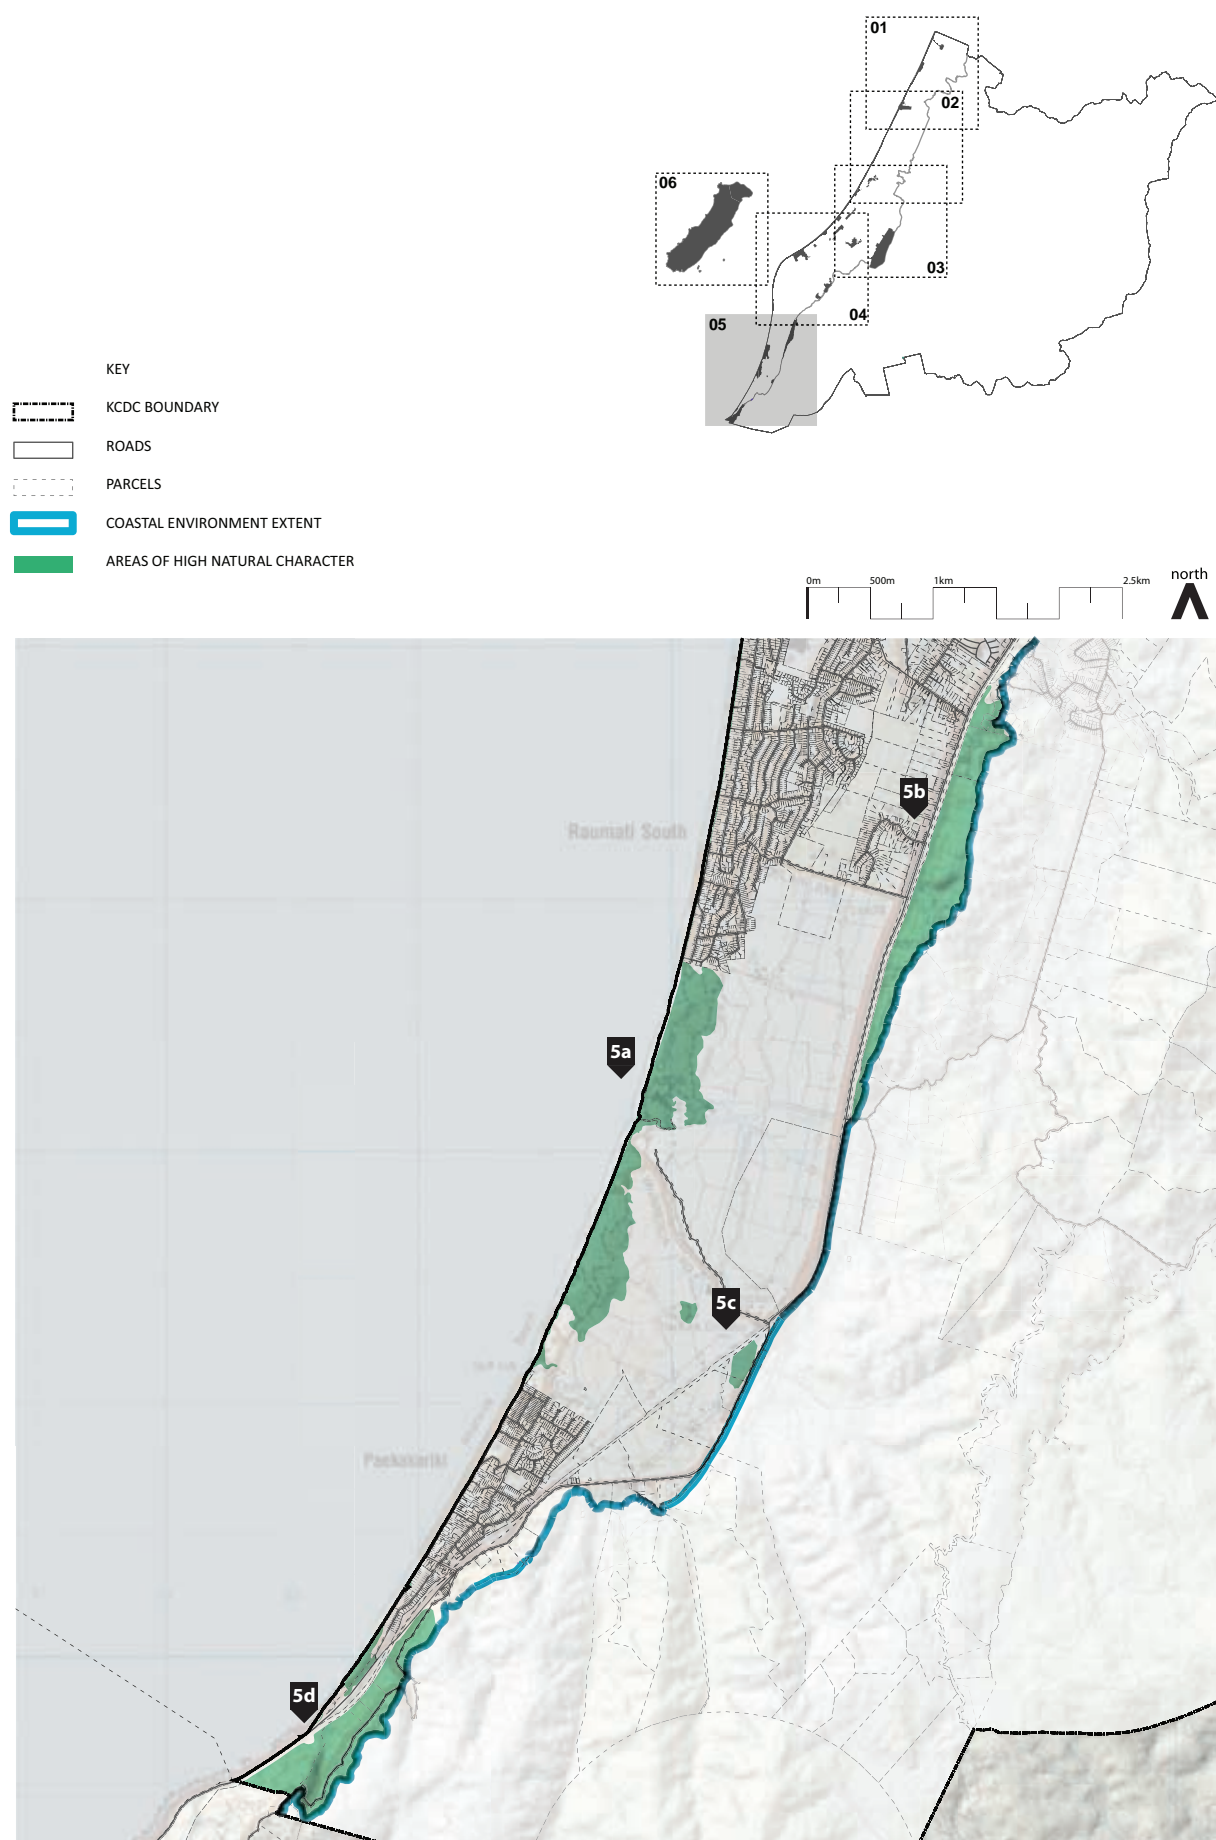 01
02
06
03
04
05
KEY
KCDC BOUNDARY
ROADS
PARCELS
COASTAL ENVIRONMENT EXTENT
AREAS OF HIGH NATURAL CHARACTER
0m 500m 1km 2.5km north
5b
Raumati South
5a
5c
Paekakariki
5d